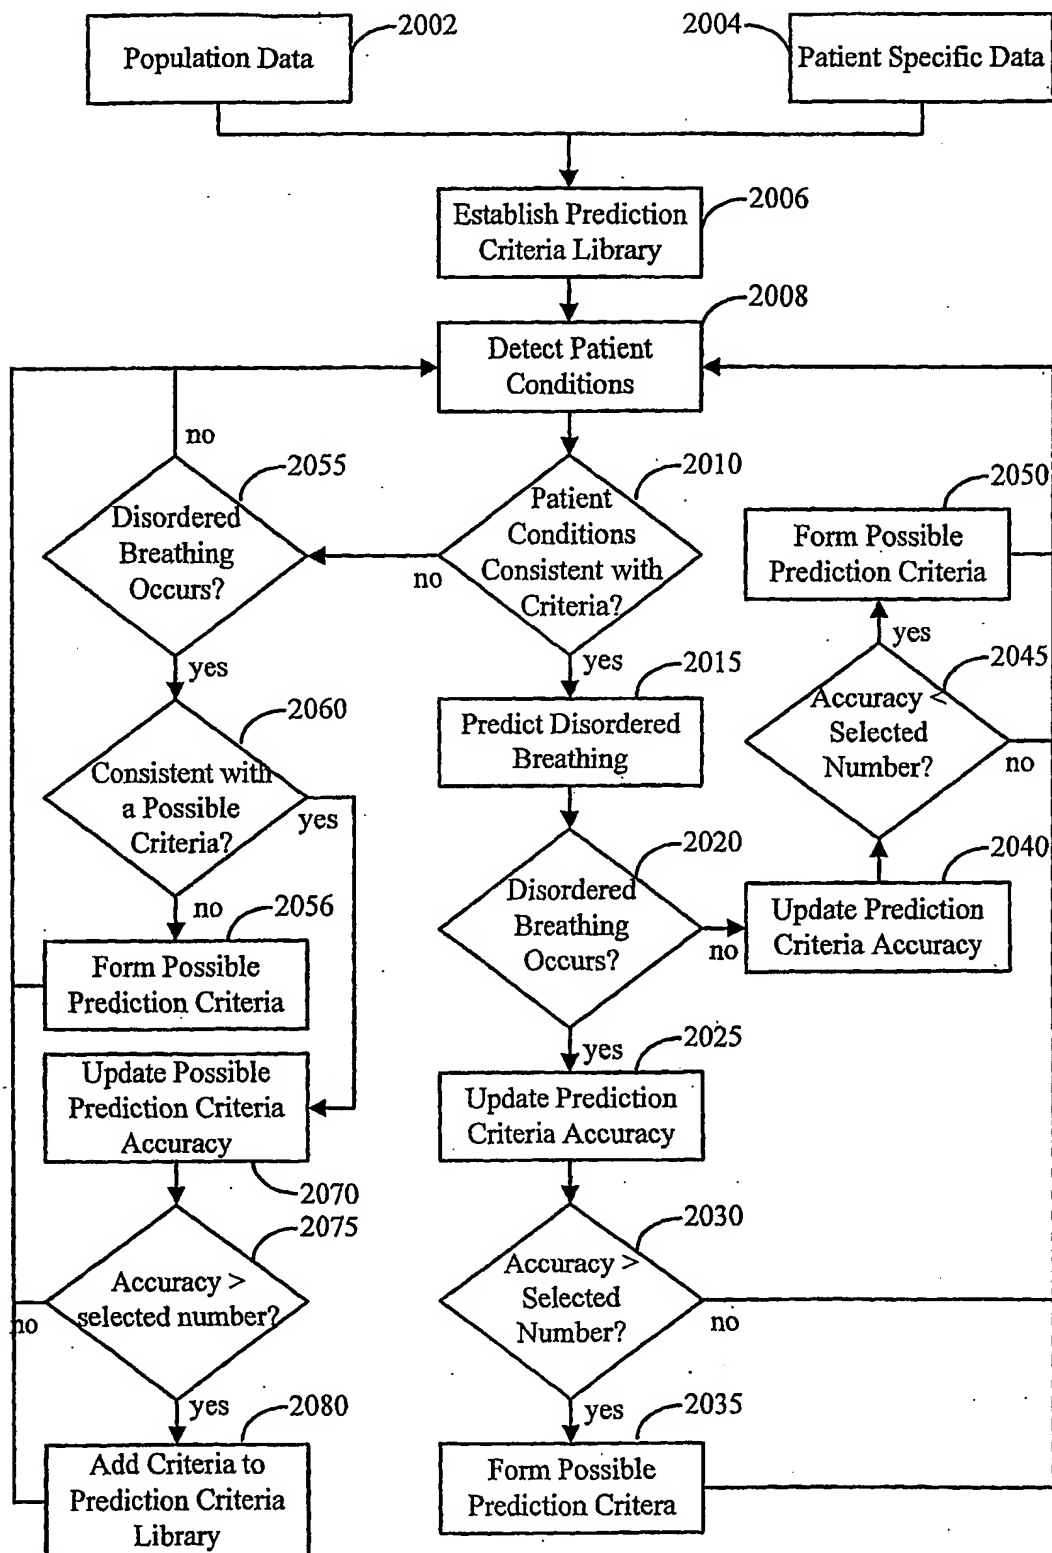 2002
2004
Population Data
Patient Specific Data
2006
Establish Prediction
Criteria Library
2008
Detect Patient
Conditions
no
2055
Disordered
Breathing
Occurs?
2010
Patient
Conditions
Consistent with
Criteria?
no
2050
Form Possible
Prediction Criteria
yes
yes
2015
yes
2045
Accuracy <
Selected
Number?
no
2060
Consistent with
a Possible
Criteria?
yes
Predict Disordered
Breathing
2020
Disordered
Breathing
Occurs?
no
2040
Update Prediction
Criteria Accuracy
no
2056
Form Possible
Prediction Criteria
yes
2025
Update Possible
Prediction Criteria
Accuracy
2070
Update Prediction
Criteria Accuracy
2075
Accuracy >
selected number?
no
2030
Accuracy >
Selected
Number?
no
yes
2080
yes
2035
Add Criteria to
Prediction Criteria
Library
Form Possible
Prediction Critera